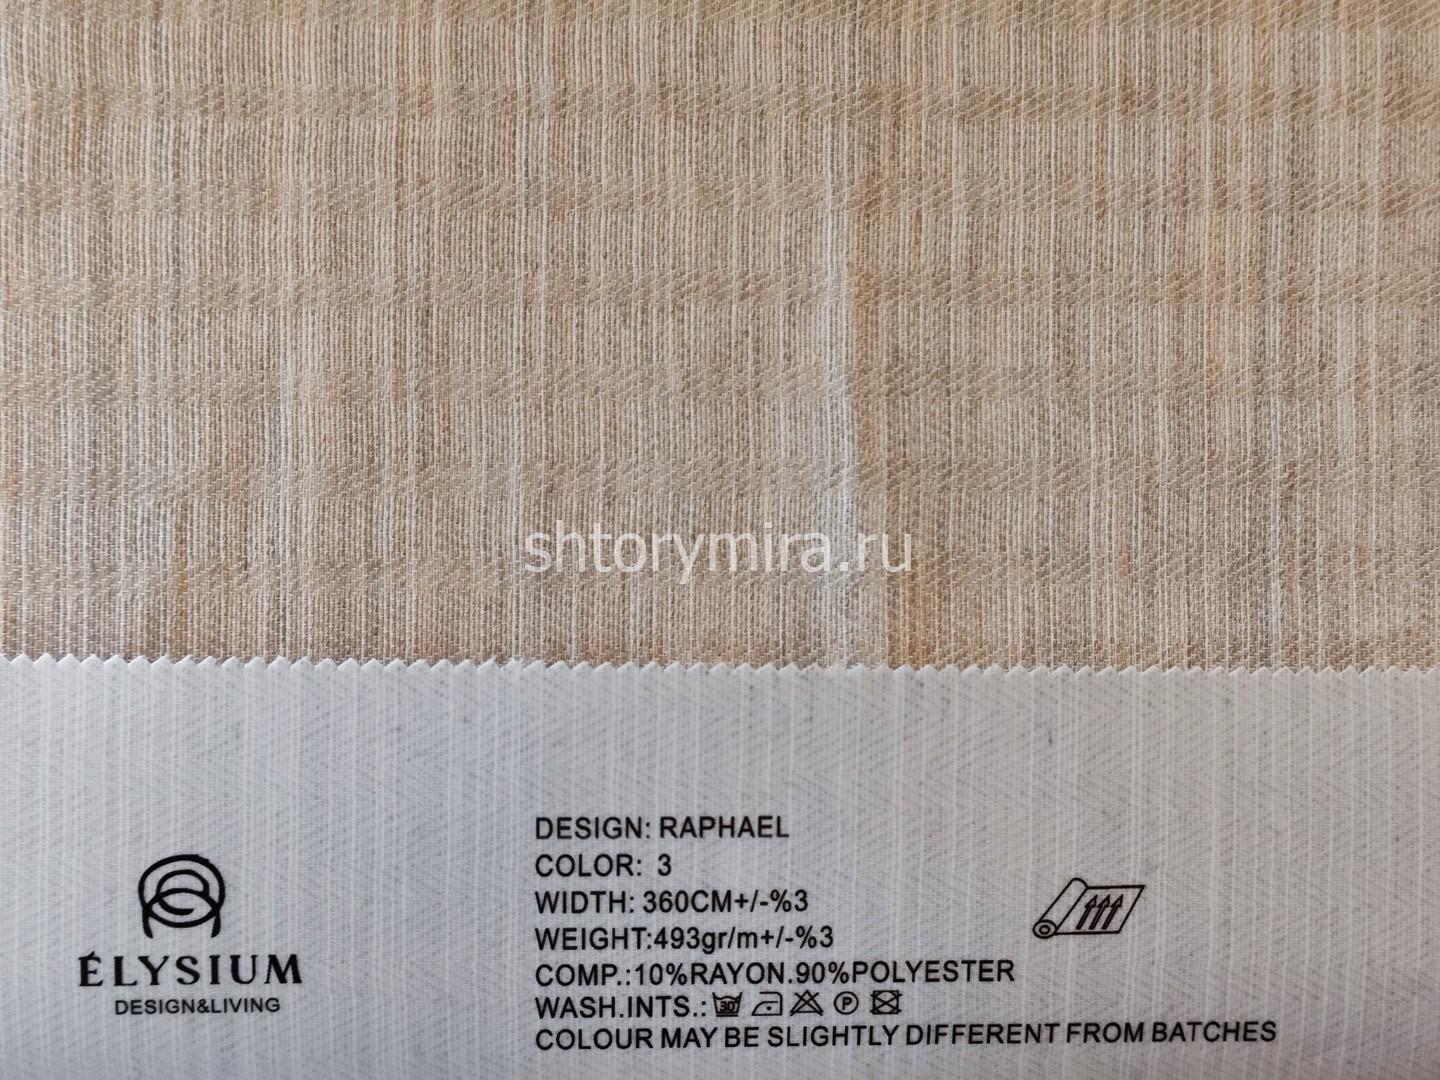 shtorymira.ru
DESIGN: RAPHAEL
COLOR: 3
WIDTH: 360CM+/-%3
WEIGHT:493gr/m+/-%3
COMP.:10%RAYON.90%POLYESTER
WASH.INTS.: 30 P
COLOUR MAY BE SLIGHTLY DIFFERENT FROM BATCHES
ÉLYSIUM
DESIGN&LIVING